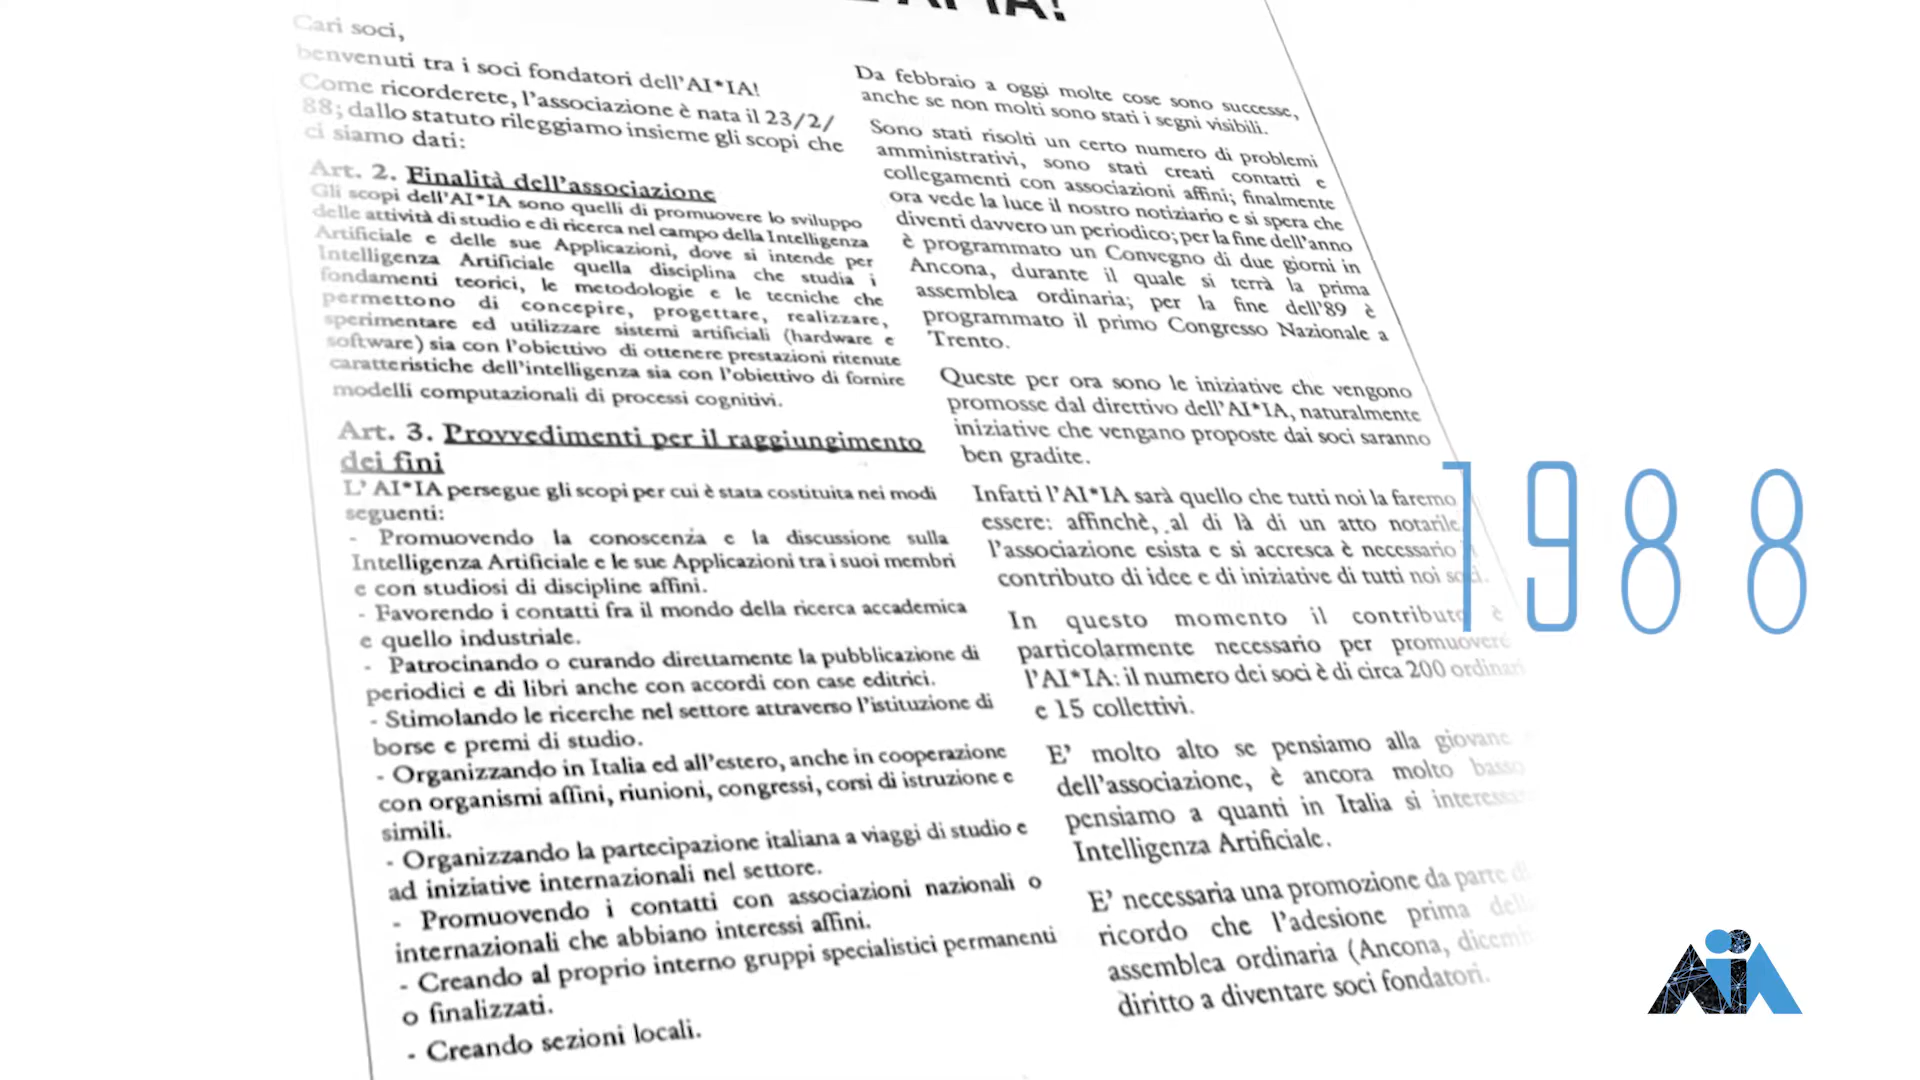 Cari soci,
benvenuti tra i soci fondatori dell'AI*IA!
Come ricorderete, l'associazione è nata il 23/2/
88; dallo statuto rileggiamo insieme gli scopi che
ci siamo dati:
Art. 2. Finalità dell'associazione
Gli scopi dell'AI*IA sono quelli di promuovere lo sviluppo
delle attività di studio e di ricerca nel campo della Intelligenza
Artificiale e delle sue Applicazioni, dove si intende per
Intelligenza Artificiale quella disciplina che studia i
fondamenti teorici, le metodologie e le tecniche che
permettono di concepire, progettare, realizzare,
sperimentare ed utilizzare sistemi artificiali (hardware e
software) sia con l'obiettivo di ottenere prestazioni ritenute
caratteristiche dell'intelligenza sia con l'obiettivo di fornire
modelli computazionali di processi cognitivi.
Art. 3. Provvedimenti per il raggiungimento
dei fini
L' AI*IA persegue gli scopi per cui è stata costituita nei modi
seguenti:
- Promuovendo la conoscenza e la discussione sulla
Intelligenza Artificiale e le sue Applicazioni tra i suoi membri
e con studiosi di discipline affini.
- Favorendo i contatti fra il mondo della ricerca accademica
e quello industriale.
- Patrocinando o curando direttamente la pubblicazione di
periodici e di libri anche con accordi con case editrici.
- Stimolando le ricerche nel settore attraverso l'istituzione di
borse e premi di studio.
- Organizzando in Italia ed all'estero, anche in cooperazione
con organismi affini, riunioni, congressi, corsi di istruzione e
simili.
- Organizzando la partecipazione italiana a viaggi di studio e
ad iniziative internazionali nel settore.
- Promuovendo i contatti con associazioni nazionali o
internazionali che abbiano interessi affini.
- Creando al proprio interno gruppi specialistici permanenti
o finalizzati.
- Creando sezioni locali.
Da febbraio a oggi molte cose sono successe,
anche se non molti sono stati i segni visibili.
Sono stati risolti un certo numero di problemi
amministrativi, sono stati creati contatti e
collegamenti con associazioni affini; finalmente
ora vede la luce il nostro notiziario e si spera che
diventi davvero un periodico; per la fine dell'anno
è programmato un Convegno di due giorni in
Ancona, durante il quale si terrà la prima
assemblea ordinaria; per la fine dell'89 è
programmato il primo Congresso Nazionale a
Trento.
Queste per ora sono le iniziative che vengono
promosse dal direttivo dell'AI*IA, naturalmente
iniziative che vengano proposte dai soci saranno
ben gradite.
Infatti l'AI*IA sarà quello che tutti noi la faremo
essere: affinchè, al di là di un atto notarile,
l'associazione esista e si accresca è necessario il
contributo di idee e di iniziative di tutti noi soci.
In questo momento il contributo è
particolarmente necessario per promuovere
l'AI*IA: il numero dei soci è di circa 200 ordinari
e 15 collettivi.
E' molto alto se pensiamo alla giovane
dell'associazione, è ancora molto basso
pensiamo a quanti in Italia si
Intelligenza Artificiale.
E' necessaria una promozione da parte
ricordo che l'adesione prima
assemblea ordinaria (Ancona,
diritto a diventare soci fondatori.
1988
AIIA